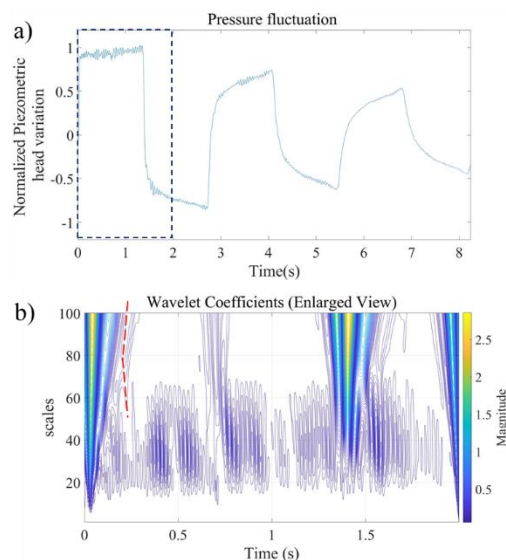 a)
Pressure fluctuation
Normalized Piezometric
head variation
1
0.5
0
-0.5
-1
0 1 2 3 4 5 6 7 8
Time(s)
b)
Wavelet Coefficients (Enlarged View)
scales
100
80
60
40
20
0 0.5 1 1.5
Time (s)
2.5
2
1.5
1
0.5
Magnitude